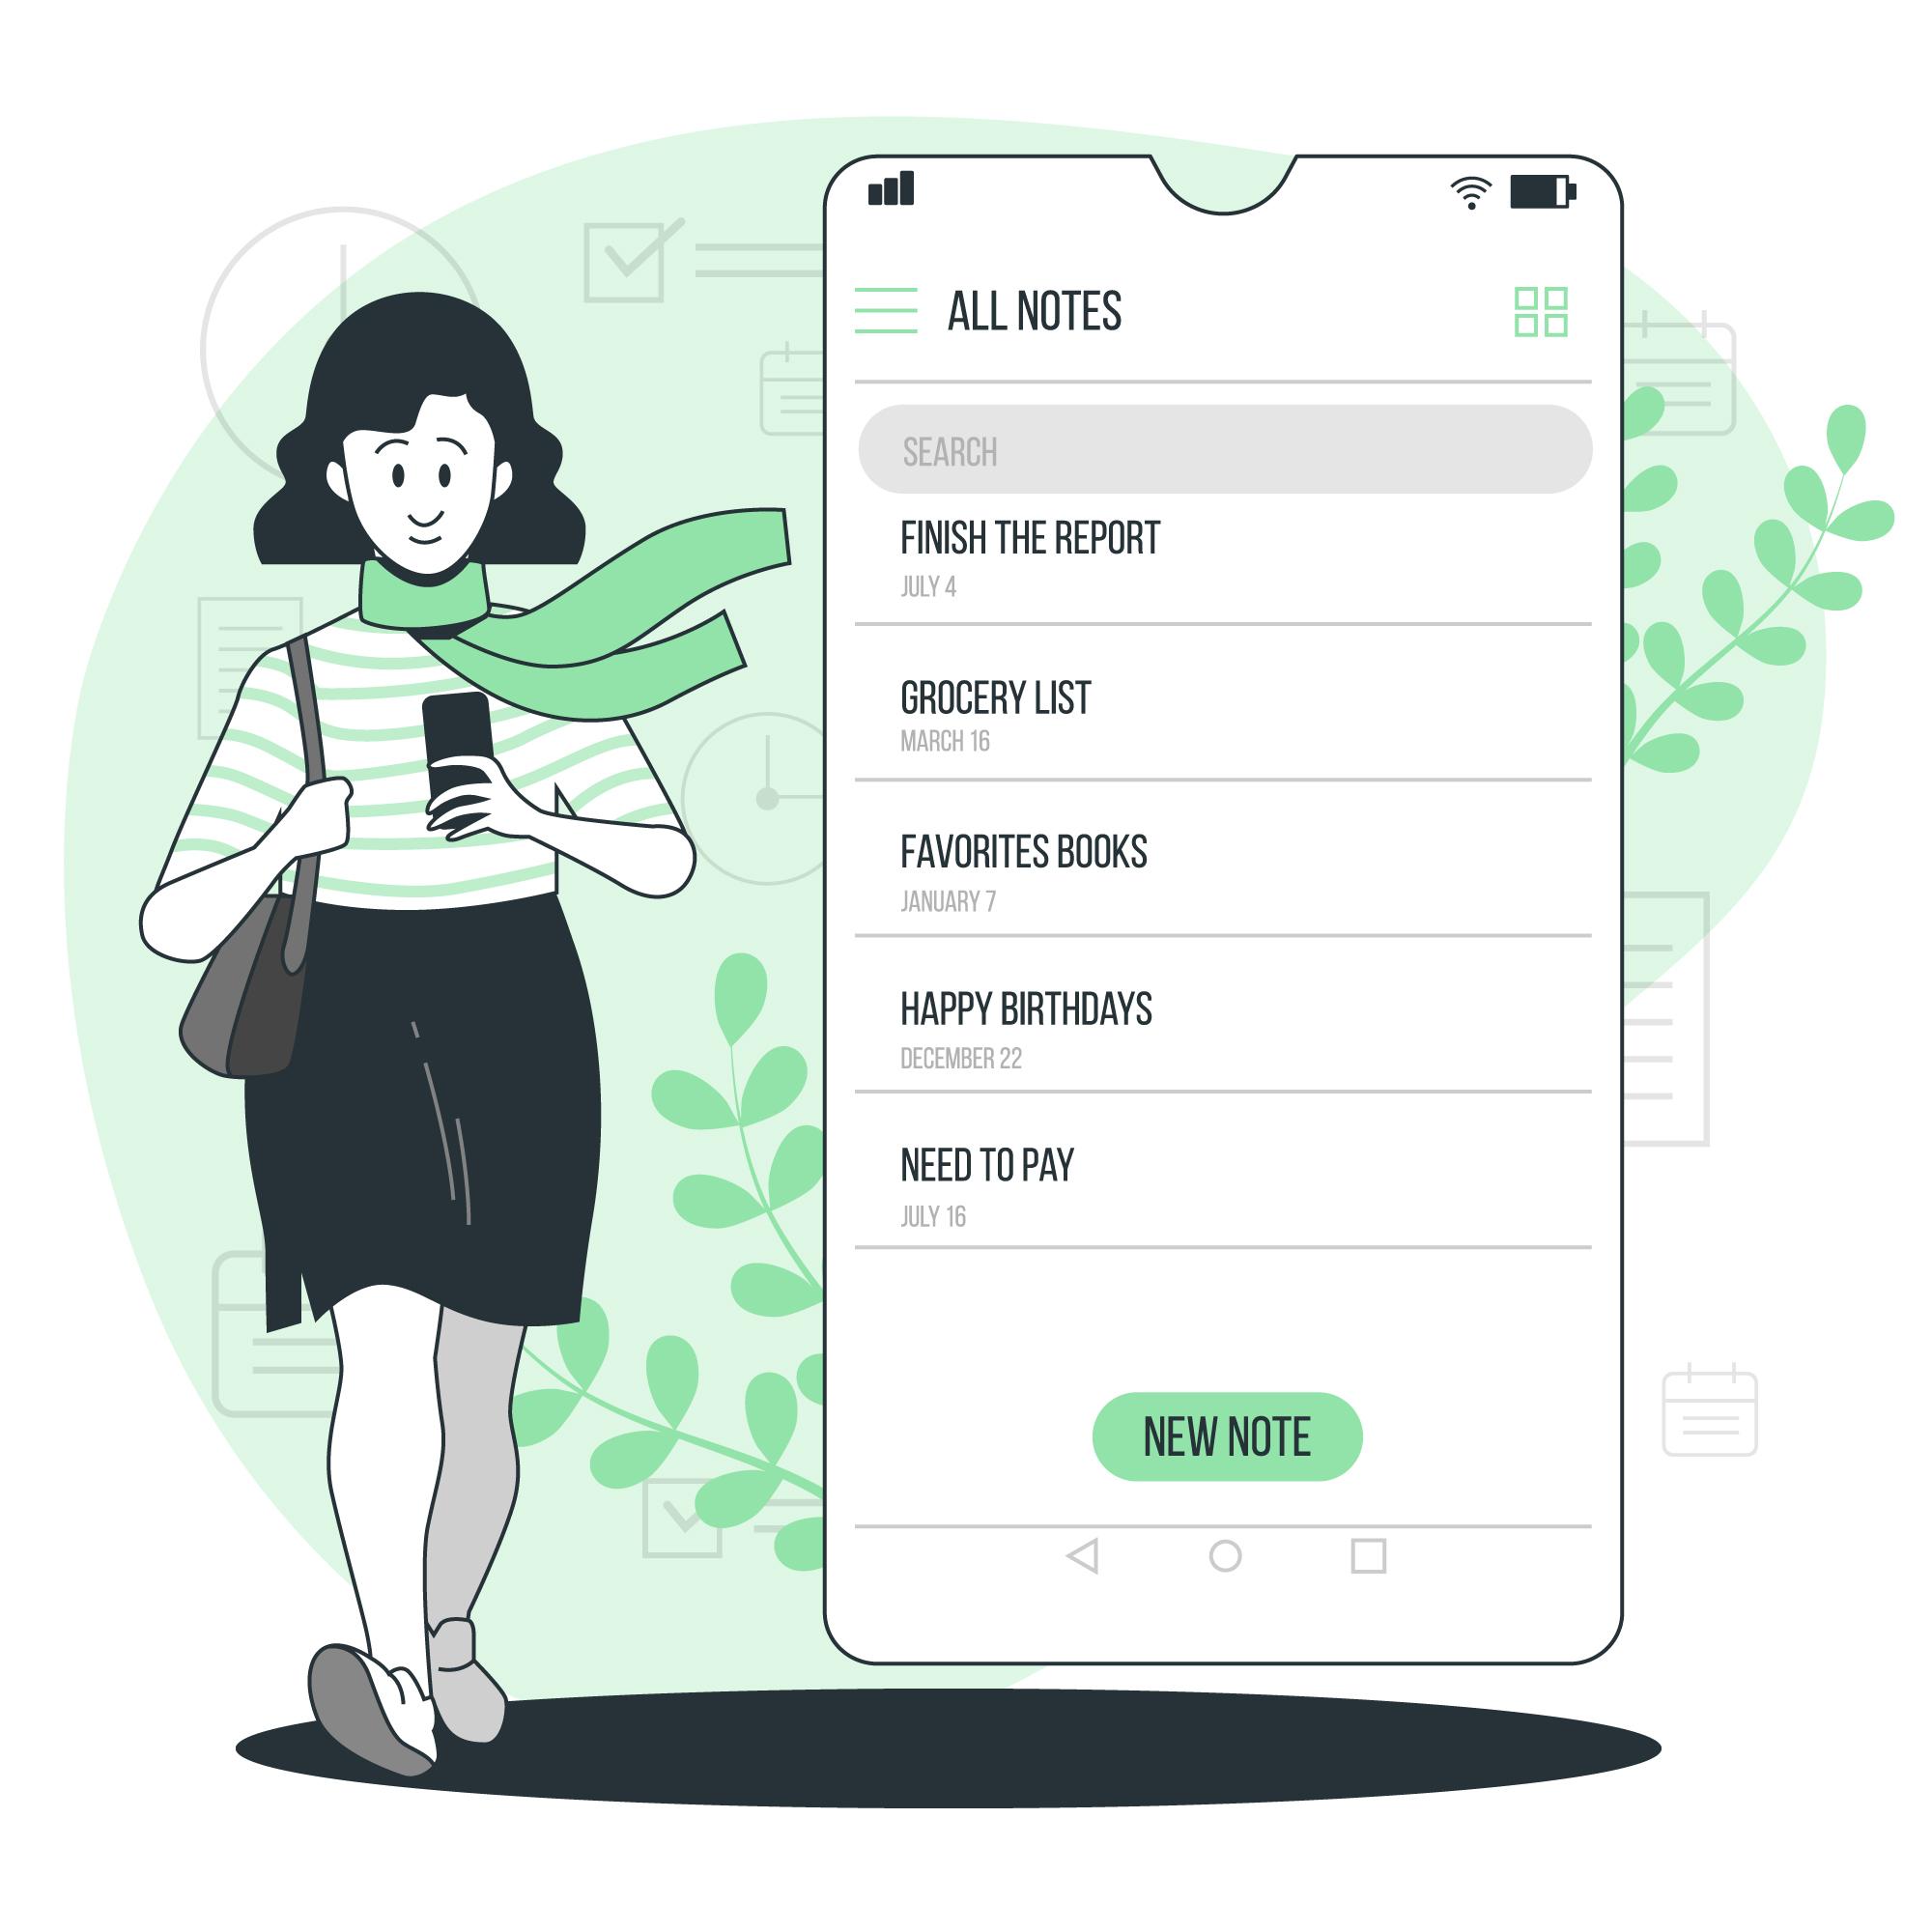 ALL NOTES
SEARCH
FINISH THE REPORT
JULY 4
GROCERY LIST
MARCH 16
FAVORITES BOOKS
JANUARY 7
HAPPY BIRTHDAYS
DECEMBER 22
NEED TO PAY
JULY 16
NEW NOTE